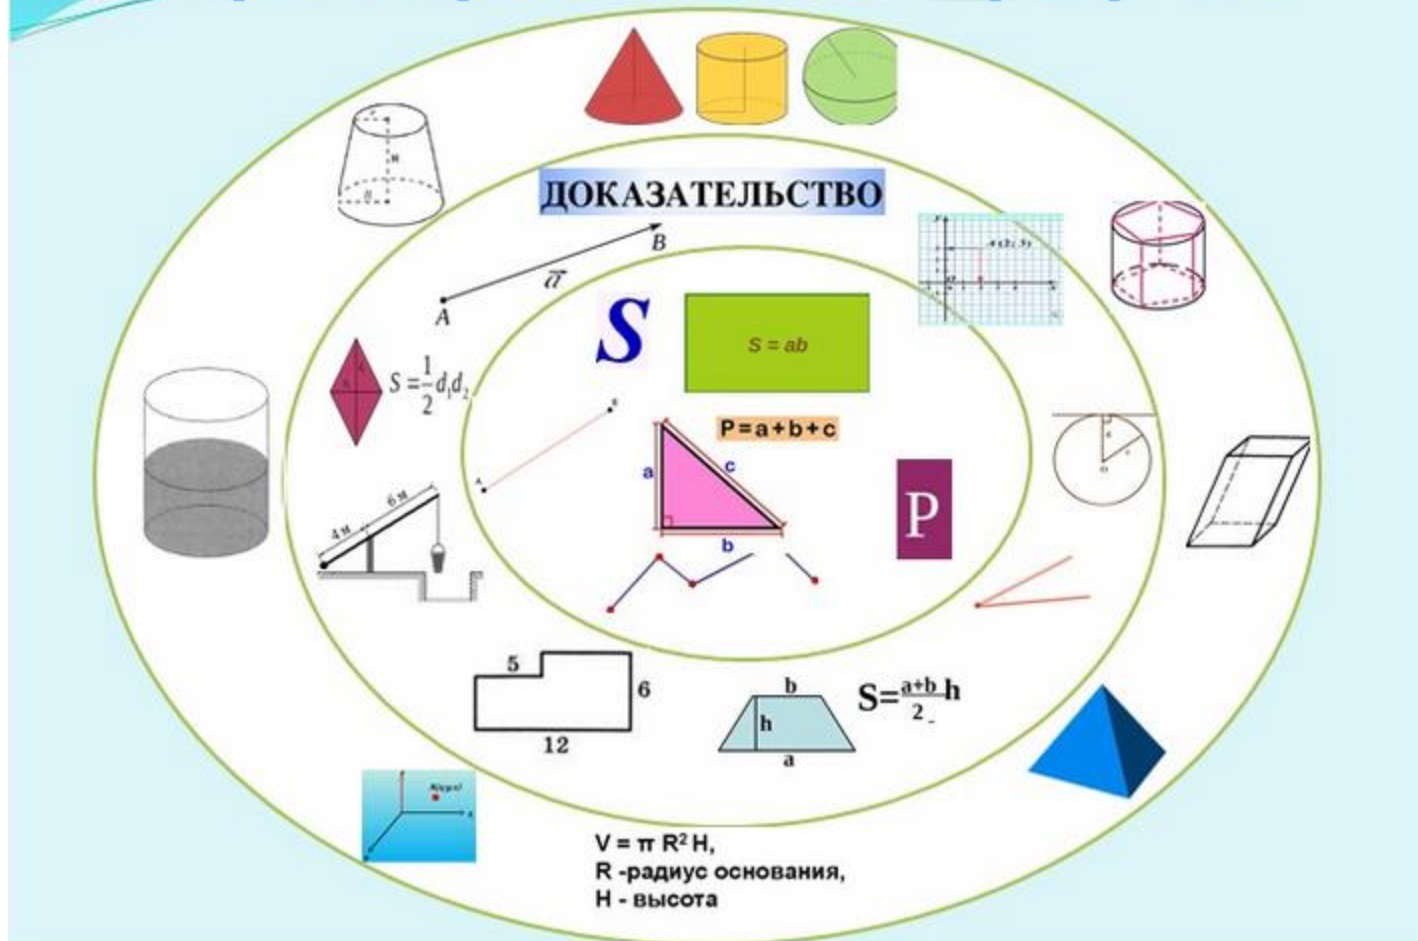 ДОКАЗАТЕЛЬСТВО
r
H
R
B
a
A
S
S = ab
S = 1/2 d₁d₂
P = a + b + c
a
c
b
P
4 м
6 м
A
B
O
5
6
12
b
h
a
S = a+b/2 h
V = π R² H,
R -радиус основания,
H - высота